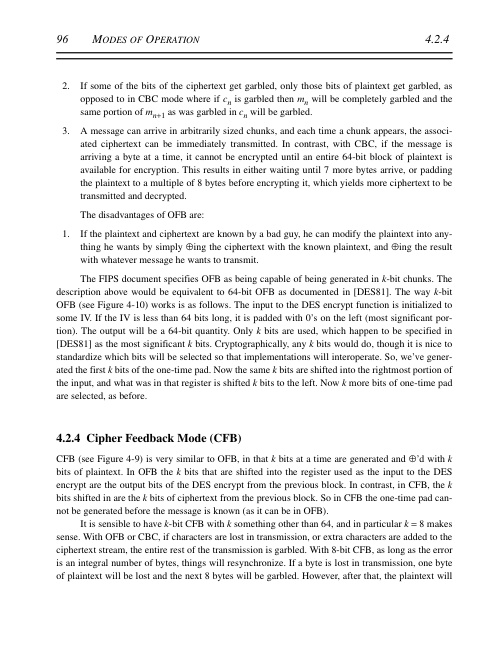 96 MODES OF OPERATION 4.2.4
2. If some of the bits of the ciphertext get garbled, only those bits of plaintext get garbled, as
opposed to in CBC mode where if cn is garbled then mn will be completely garbled and the
same portion of mn+1 as was garbled in cn will be garbled.
3. A message can arrive in arbitrarily sized chunks, and each time a chunk appears, the associ-
ated ciphertext can be immediately transmitted. In contrast, with CBC, if the message is
arriving a byte at a time, it cannot be encrypted until an entire 64-bit block of plaintext is
available for encryption. This results in either waiting until 7 more bytes arrive, or padding
the plaintext to a multiple of 8 bytes before encrypting it, which yields more ciphertext to be
transmitted and decrypted.
The disadvantages of OFB are:
1. If the plaintext and ciphertext are known by a bad guy, he can modify the plaintext into any-
thing he wants by simply ⊕ing the ciphertext with the known plaintext, and ⊕ing the result
with whatever message he wants to transmit.
The FIPS document specifies OFB as being capable of being generated in k-bit chunks. The
description above would be equivalent to 64-bit OFB as documented in [DES81]. The way k-bit
OFB (see Figure 4-10) works is as follows. The input to the DES encrypt function is initialized to
some IV. If the IV is less than 64 bits long, it is padded with 0's on the left (most significant por-
tion). The output will be a 64-bit quantity. Only k bits are used, which happen to be specified in
[DES81] as the most significant k bits. Cryptographically, any k bits would do, though it is nice to
standardize which bits will be selected so that implementations will interoperate. So, we've gener-
ated the first k bits of the one-time pad. Now the same k bits are shifted into the rightmost portion of
the input, and what was in that register is shifted k bits to the left. Now k more bits of one-time pad
are selected, as before.
4.2.4 Cipher Feedback Mode (CFB)
CFB (see Figure 4-9) is very similar to OFB, in that k bits at a time are generated and ⊕'d with k
bits of plaintext. In OFB the k bits that are shifted into the register used as the input to the DES
encrypt are the output bits of the DES encrypt from the previous block. In contrast, in CFB, the k
bits shifted in are the k bits of ciphertext from the previous block. So in CFB the one-time pad can-
not be generated before the message is known (as it can be in OFB).
It is sensible to have k-bit CFB with k something other than 64, and in particular k = 8 makes
sense. With OFB or CBC, if characters are lost in transmission, or extra characters are added to the
ciphertext stream, the entire rest of the transmission is garbled. With 8-bit CFB, as long as the error
is an integral number of bytes, things will resynchronize. If a byte is lost in transmission, one byte
of plaintext will be lost and the next 8 bytes will be garbled. However, after that, the plaintext will